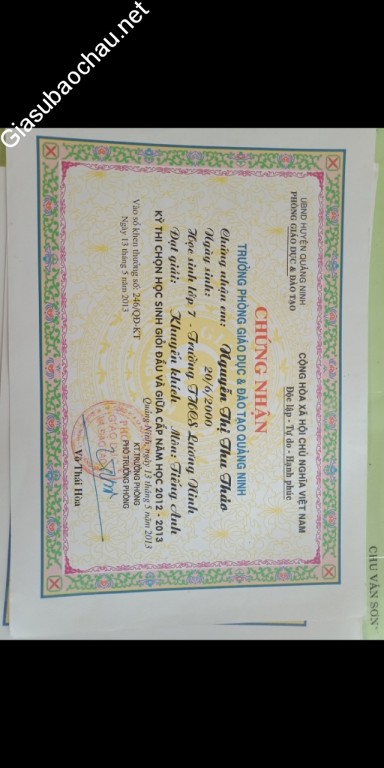 Giasubaochau.net
UBND HUYỆN QUẢNG NINH
PHÒNG GIÁO DỤC & ĐÀO TẠO
CỘNG HÒA XÃ HỘI CHỦ NGHĨA VIỆT NAM
Độc lập - Tự do - Hạnh phúc
CHỨNG NHẬN
TRƯỞNG PHÒNG GIÁO DỤC & ĐÀO TẠO QUẢNG NINH
Chứng nhận em: Nguyễn Thị Thu Thảo
Ngày sinh: 20/6/2000
Học sinh lớp 7 - Trường THCS Lương Ninh
Đạt giải: Khuyến khích Môn: Tiếng Anh
KỲ THI CHỌN HỌC SINH GIỎI ĐẦU VÀ GIỮA CẤP NĂM HỌC 2012 - 2013
Vào sổ khen thưởng số: 246/QĐ-KT
Ngày 13 tháng 5 năm 2013
Quảng Ninh, ngày 13 tháng 5 năm 2013
KT.TRƯỞNG PHÒNG
PHÓ TRƯỞNG PHÒNG
Võ Thái Hòa
CHU VĂN SƠN